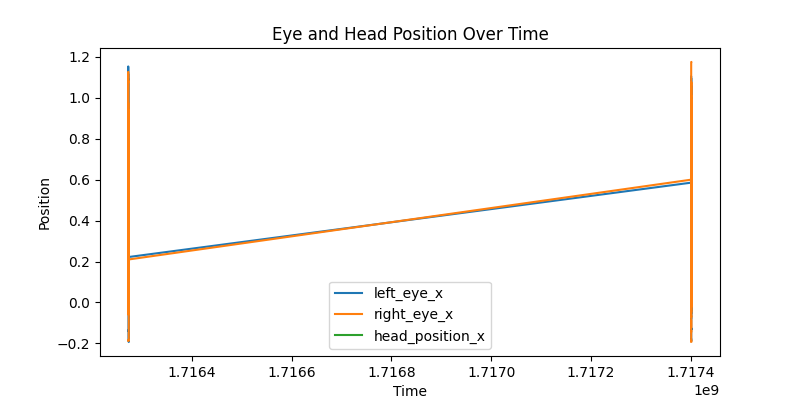 Eye and Head Position Over Time
1.2
1.0
0.8
0.6
0.4
0.2
0.0
−0.2
Position
left_eye_x
right_eye_x
head_position_x
1.7164 1.7166 1.7168 1.7170 1.7172 1.7174
Time
1e9